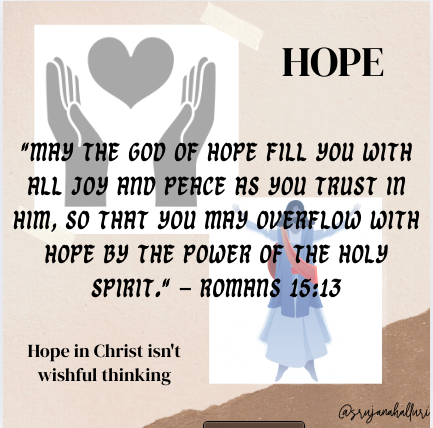 HOPE
“MAY THE GOD OF HOPE FILL YOU WITH
ALL JOY AND PEACE AS YOU TRUST IN
HIM, SO THAT YOU MAY OVERFLOW WITH
HOPE BY THE POWER OF THE HOLY
SPIRIT.“ – ROMANS 15:13
Hope in Christ isn't
wishful thinking
@srujanahalluri